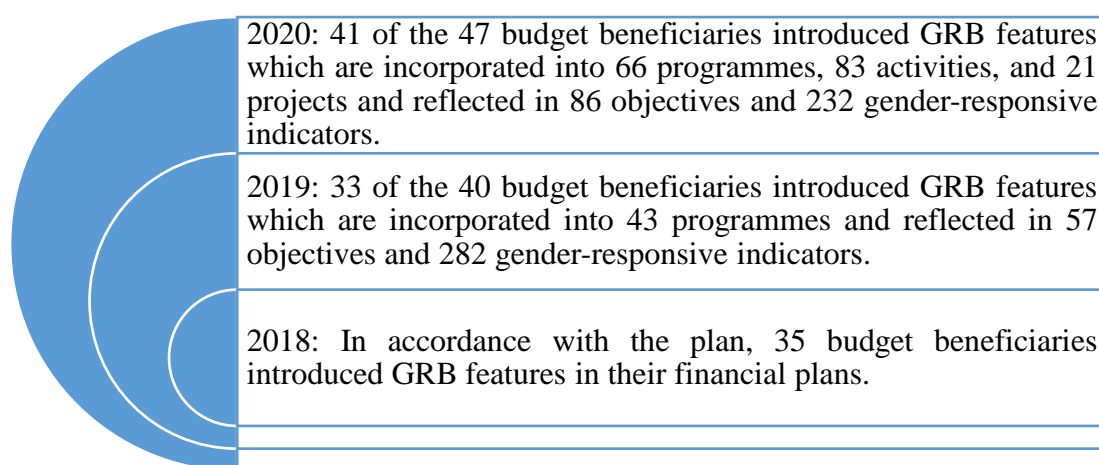 2020: 41 of the 47 budget beneficiaries introduced GRB features
which are incorporated into 66 programmes, 83 activities, and 21
projects and reflected in 86 objectives and 232 gender-responsive
indicators.
2019: 33 of the 40 budget beneficiaries introduced GRB features
which are incorporated into 43 programmes and reflected in 57
objectives and 282 gender-responsive indicators.
2018: In accordance with the plan, 35 budget beneficiaries
introduced GRB features in their financial plans.